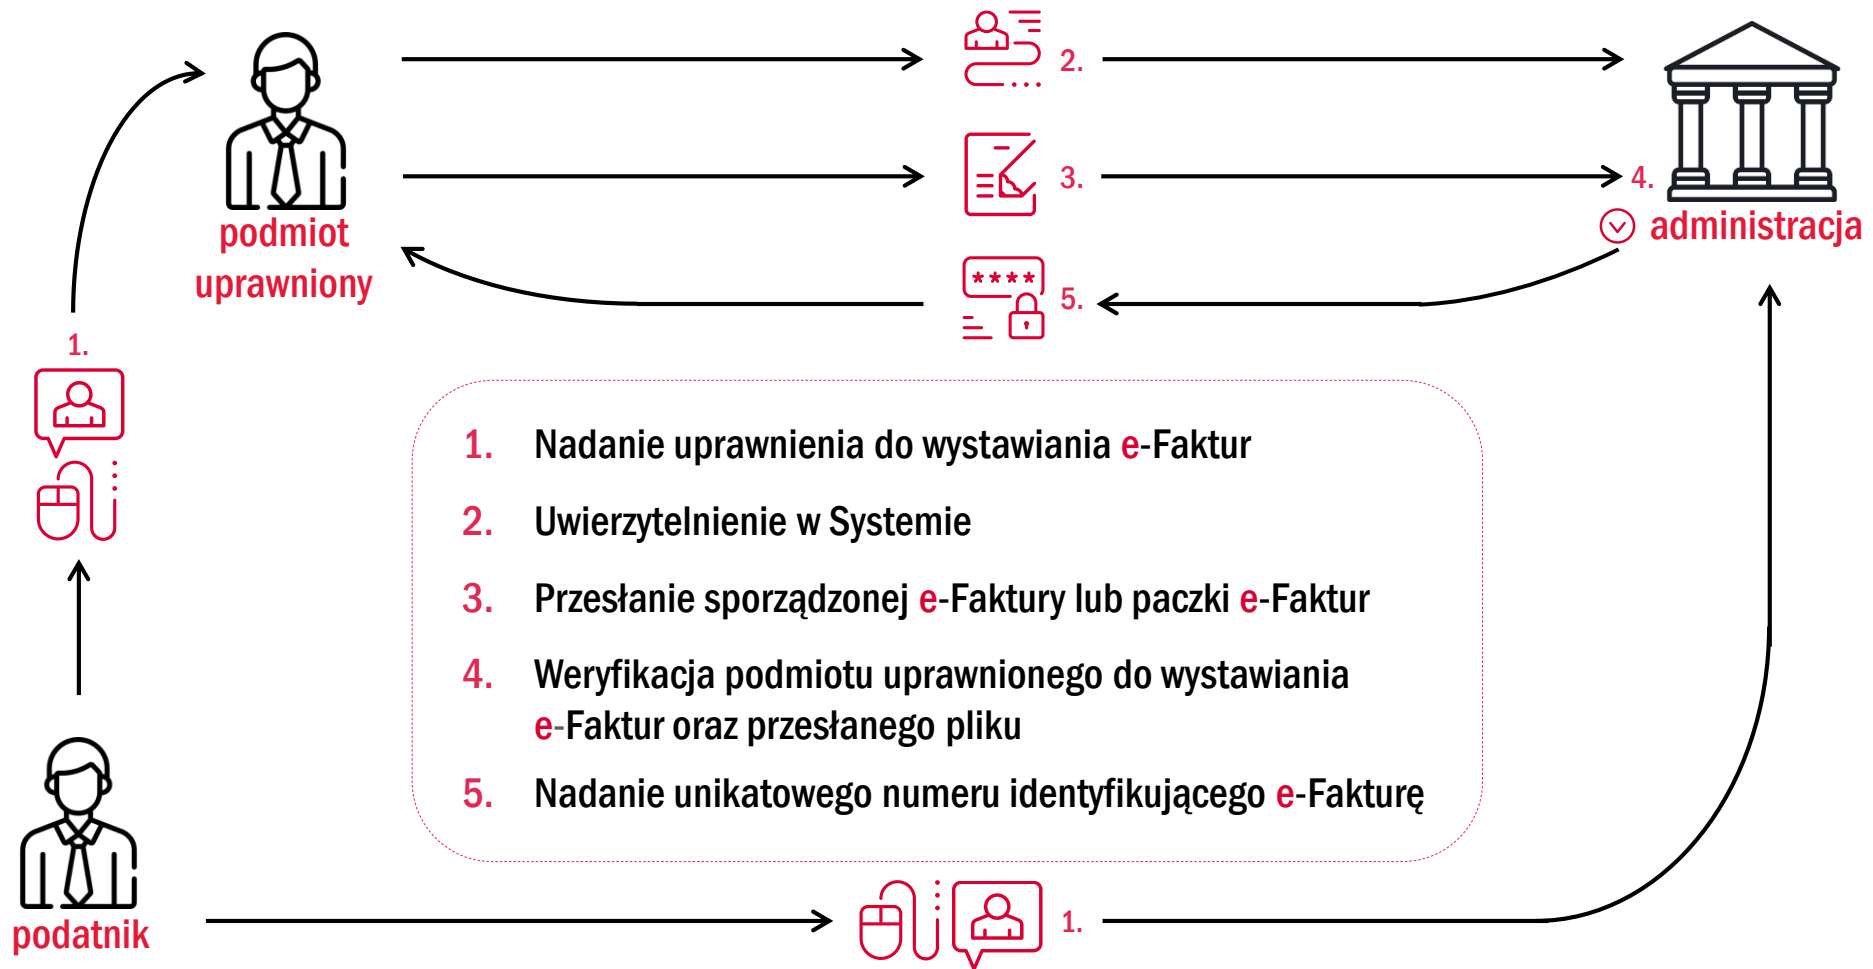 2.
3.
4.
podmiot
uprawniony
administracja
****
5.
1.
1. Nadanie uprawnienia do wystawiania e-Faktur
2. Uwierzytelnienie w Systemie
3. Przesłanie sporządzonej e-Faktury lub paczki e-Faktur
4. Weryfikacja podmiotu uprawnionego do wystawiania
e-Faktur oraz przesłanego pliku
5. Nadanie unikatowego numeru identyfikującego e-Fakturę
podatnik
1.